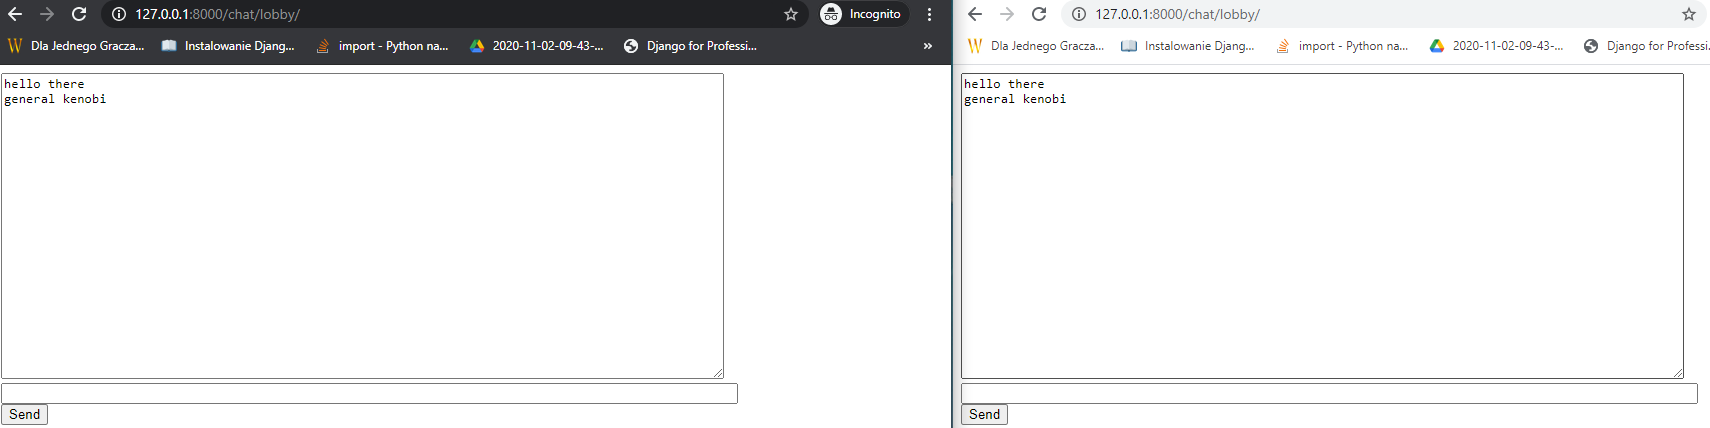 127.0.0.1:8000/chat/lobby/
Incognito
Dla Jednego Gracza...
Instalowanie Djang...
import - Python na...
2020-11-02-09-43-...
Django for Professi...
»
hello there
general kenobi
Send
127.0.0.1:8000/chat/lobby/
Dla Jednego Gracza...
Instalowanie Djang...
import - Python na...
2020-11-02-09-43-...
Django for Professi.
hello there
general kenobi
Send